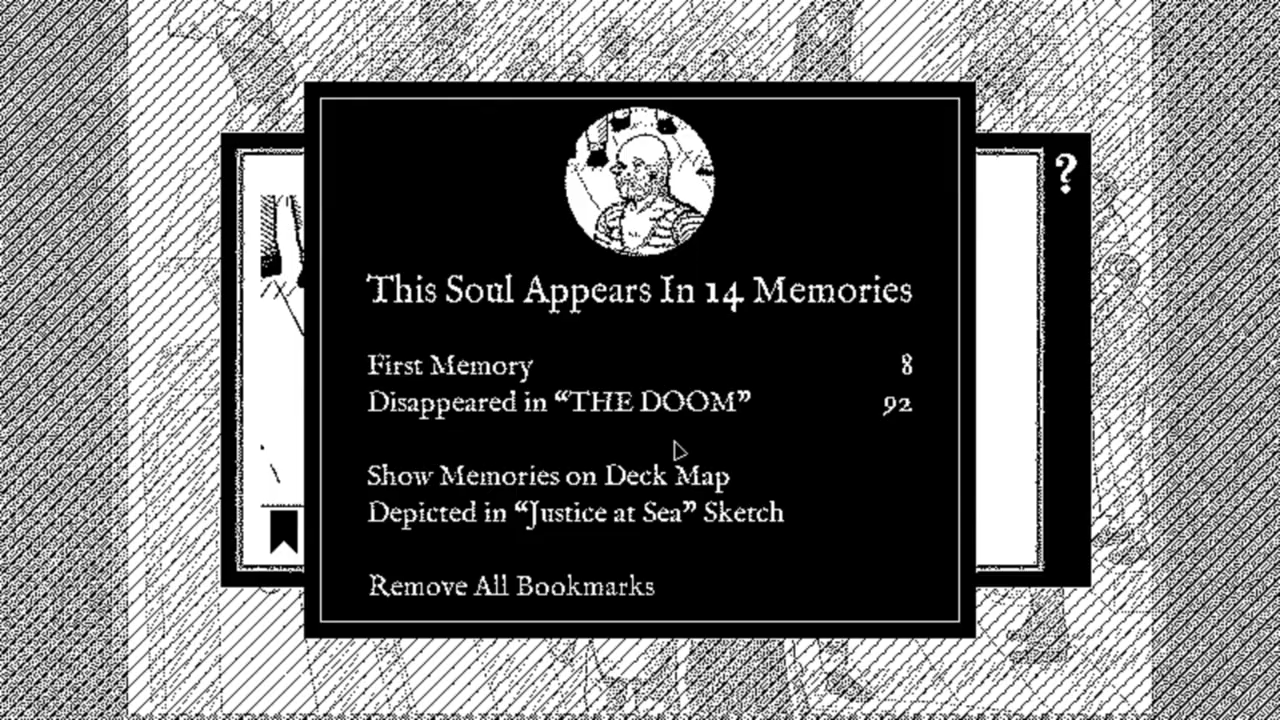 ?
This Soul Appears In 14 Memories
First Memory 8
Disappeared in “THE DOOM” 92
Show Memories on Deck Map
Depicted in “Justice at Sea” Sketch
Remove All Bookmarks